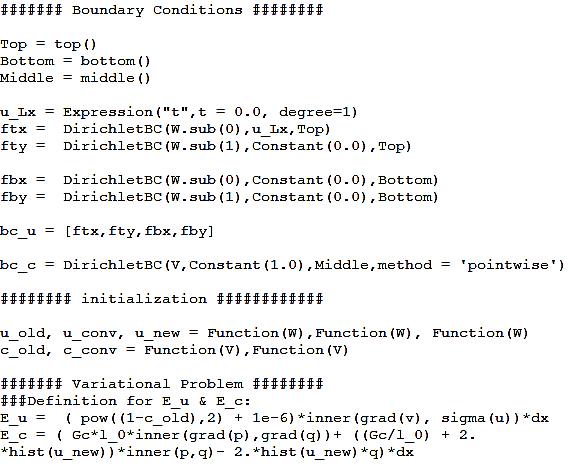 ####### Boundary Conditions ########
Top = top()
Bottom = bottom()
Middle = middle()
u_Lx = Expression("t",t = 0.0, degree=1)
ftx =  DirichletBC(W.sub(0),u_Lx,Top)
fty =  DirichletBC(W.sub(1),Constant(0.0),Top)
fbx =  DirichletBC(W.sub(0),Constant(0.0),Bottom)
fby =  DirichletBC(W.sub(1),Constant(0.0),Bottom)
bc_u = [ftx,fty,fbx,fby]
bc_c = DirichletBC(V,Constant(1.0),Middle,method = 'pointwise')
######## initialization ############
u_old, u_conv, u_new = Function(W),Function(W), Function(W)
c_old, c_conv = Function(V),Function(V)
####### Variational Problem ########
###Definition for E_u & E_c:
E_u =  ( pow((1-c_old),2) + 1e-6)*inner(grad(v), sigma(u))*dx
E_c = ( Gc*l_0*inner(grad(p),grad(q))+ ((Gc/l_0) + 2.
*hist(u_new))*inner(p,q)- 2.*hist(u_new)*q)*dx